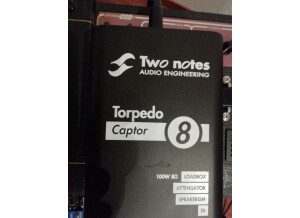 Two notes
AUDIO ENGINEERING
Torpedo
Captor
8
100W 8Ω LOADBOX
ATTENUATOR
SPEAKERSIM
DI